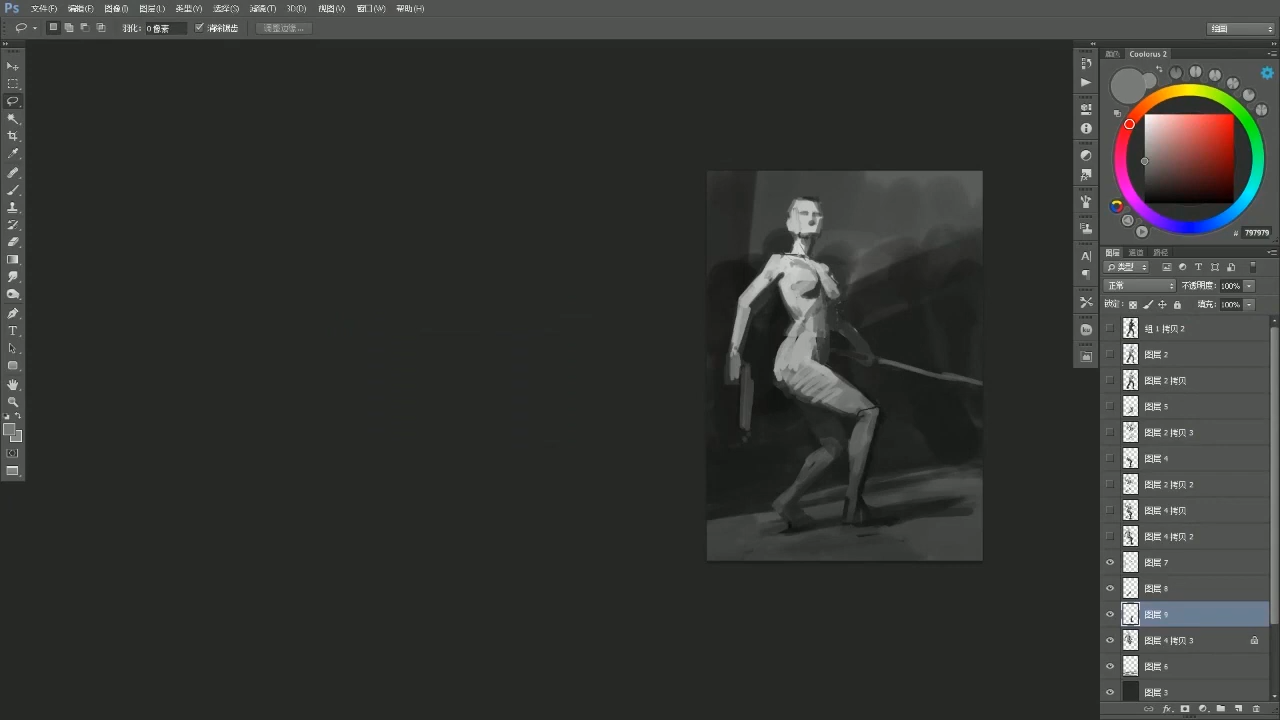 Ps 文件(F) 编辑(E) 图像(I) 图层(L) 类型(Y) 选择(S) 滤镜(T) 3D(D) 视图(V) 窗口(W) 帮助(H)
羽化: 0 像素 消除锯齿 调整边缘... 绘画
颜色 Coolorus 2
# 797979
图层 通道 路径
类型
正常 不透明度: 100%
锁定: 填充: 100%
组 1 拷贝 2
图层 2
图层 2 拷贝
图层 5
图层 2 拷贝 3
图层 4
图层 2 拷贝 2
图层 4 拷贝
图层 4 拷贝 2
图层 7
图层 8
图层 9
图层 4 拷贝 3
图层 6
图层 3